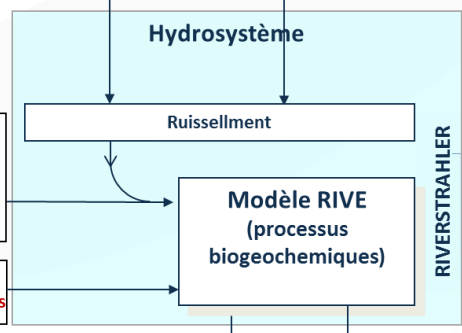 Hydrosystème
Ruissellment
Modèle RIVE
(processus
biogeochemiques)
RIVERSTRAHLER
s